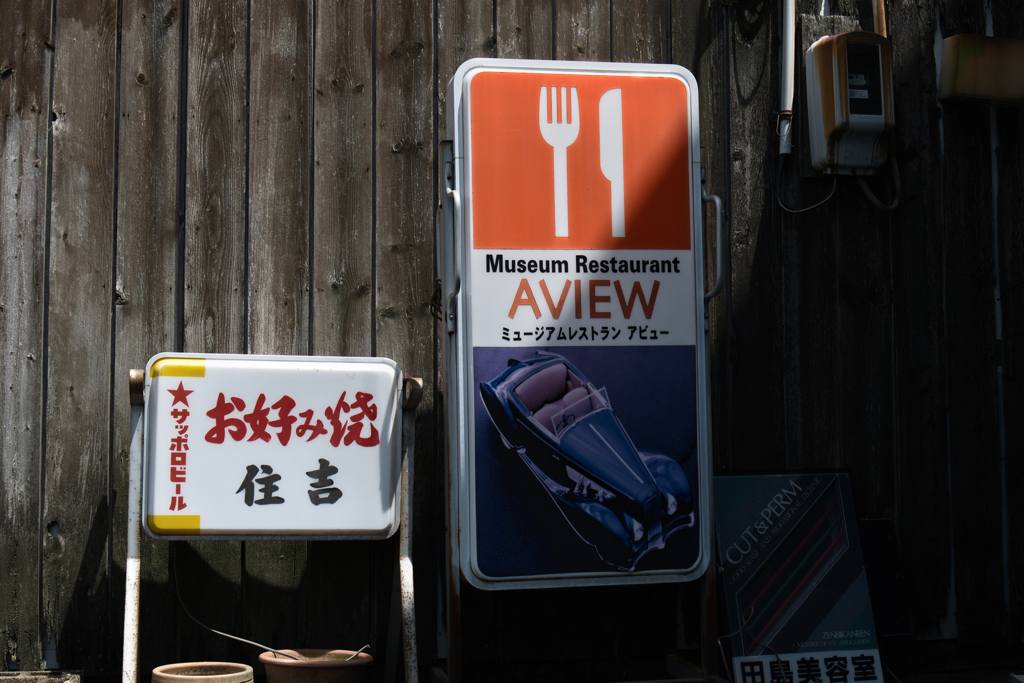 ★サッポロビール
お好み焼
住吉
Museum Restaurant
AVIEW
ミュージアムレストラン アビュー
CUT&PERM
ZENBIKANREN
田島美容室